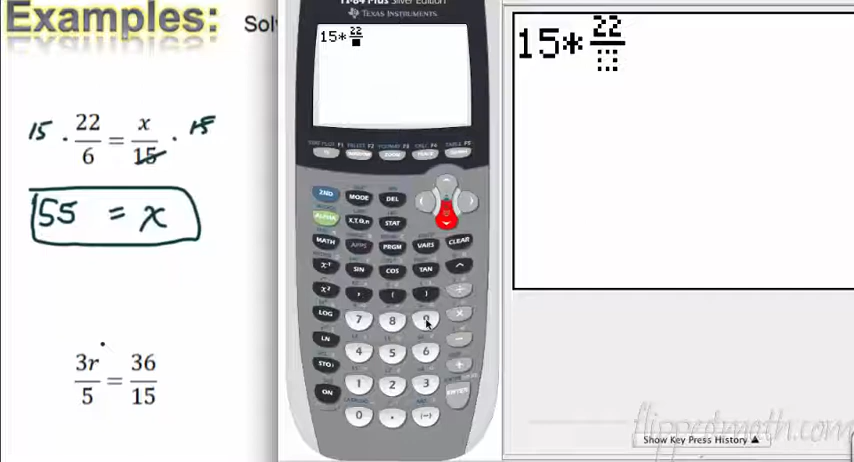 Examples:
Sol
TI-84 Plus Silver Edition
TEXAS INSTRUMENTS
15*22
15*22
15 · 22/6 = x/15 · 15
55 = x
3r/5 = 36/15
2ND MODE DEL
ALPHA X,T,Θ,n STAT
MATH APPS PRGM VARS CLEAR
x⁻¹ SIN COS TAN ^
x² , ( ) ÷
LOG 7 8 9 ×
LN 4 5 6 −
STO› 1 2 3 +
ON 0 . (−) ENTER
flippedmath.com
Show Key Press History ▲